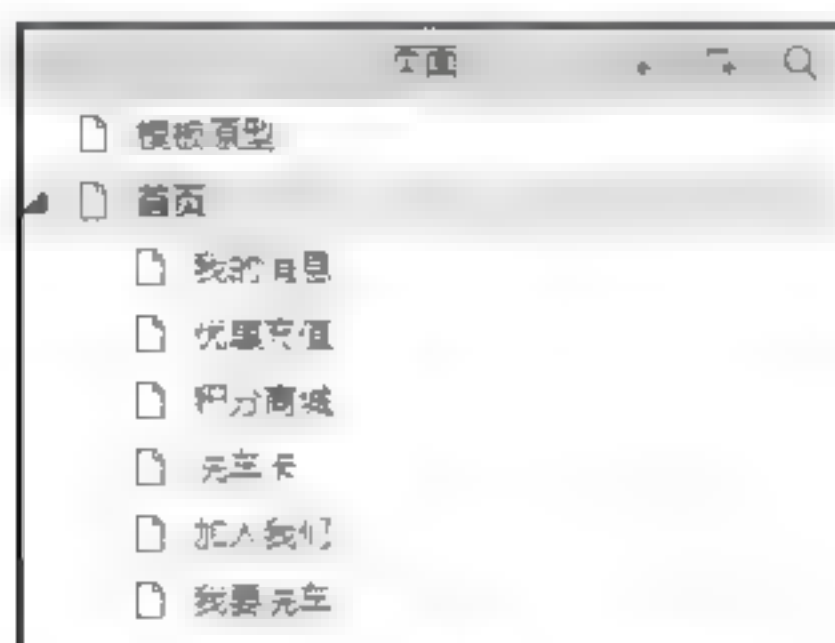 页面
模板原型
首页
我的消息
优惠充值
积分商城
洗车卡
加入我们
我要洗车